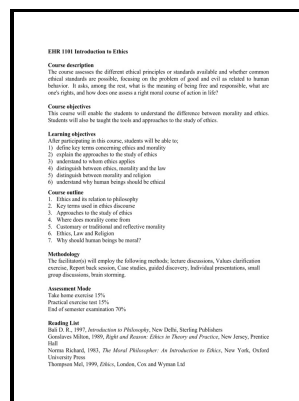 EHR 1101 Introduction to Ethics
Course description
The course assesses the different ethical principles or standards available and whether common
ethical standards are possible, focusing on the problem of good and evil as related to human
behavior. It asks, among the rest, what is the meaning of being free and responsible, what are
one's rights, and how does one assess a right moral course of action in life?
Course objectives
This course will enable the students to understand the difference between morality and ethics.
Students will also be taught the tools and approaches to the study of ethics.
Learning objectives
After participating in this course, students will be able to;
1) define key terms concerning ethics and morality
2) explain the approaches to the study of ethics
3) understand to whom ethics applies
4) distinguish between ethics, morality and the law
5) distinguish between morality and religion
6) understand why human beings should be ethical
Course outline
1. Ethics and its relation to philosophy
2. Key terms used in ethics discourse
3. Approaches to the study of ethics
4. Where does morality come from
5. Customary or traditional and reflective morality
6. Ethics, Law and Religion
7. Why should human beings be moral?
Methodology
The facilitator(s) will employ the following methods; lecture discussions, Values clarification
exercise, Report back session, Case studies, guided discovery, Individual presentations, small
group discussions, brain storming.
Assessment Mode
Take home exercise 15%
Practical exercise test 15%
End of semester examination 70%
Reading List
Bali D. R., 1997, Introduction to Philosophy, New Delhi, Sterling Publishers
Gonslaves Milton, 1989, Right and Reason: Ethics in Theory and Practice, New Jersey, Prentice
Hall
Norma Richard, 1983, The Moral Philosopher: An Introduction to Ethics, New York, Oxford
University Press
Thompson Mel, 1999, Ethics, London, Cox and Wyman Ltd